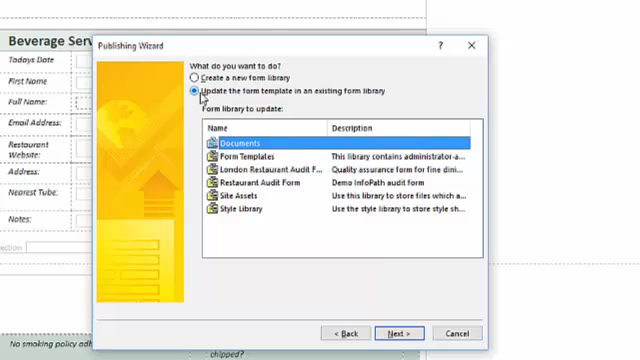 Beverage Serv
Todays Date
First Name
Full Name:
Email Address:
Restaurant
Website:
Address:
Nearest Tube:
Notes:
Publishing Wizard
What do you want to do?
Create a new form library
Update the form template in an existing form library
Form library to update:
Name Description
Documents
Form Templates This library contains administrator-a...
London Restaurant Audit F... Quality assurance form for fine dini...
Restaurant Audit Form Demo InfoPath audit form
Site Assets Use this library to store files which a...
Style Library Use the style library to store style sh...
< Back Next > Cancel
No smoking policy adh
chipped?